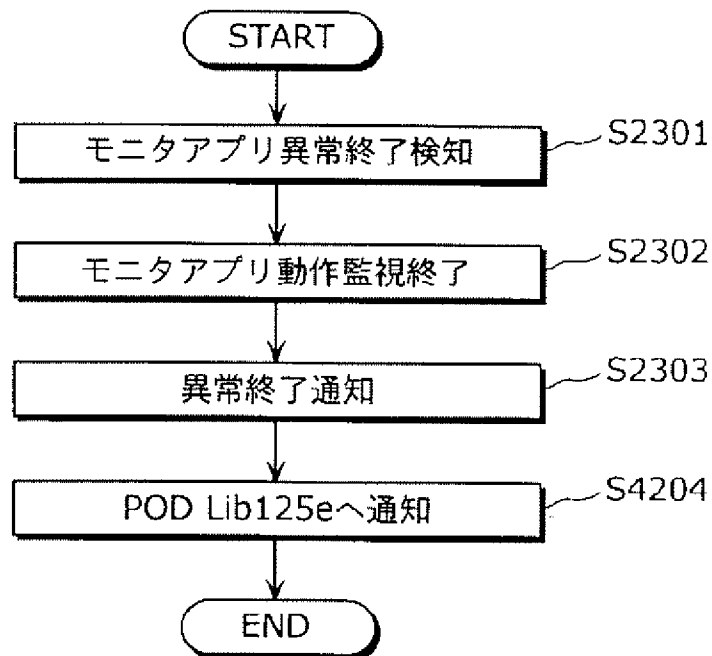 START
モニタアプリ異常終了検知
S2301
モニタアプリ動作監視終了
S2302
異常終了通知
S2303
POD Lib125eへ通知
S4204
END